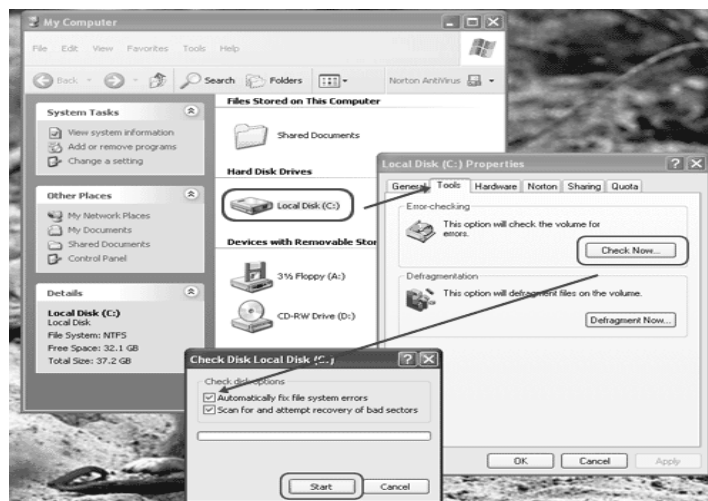 My Computer
File Edit View Favorites Tools Help
Back Search Folders Norton AntiVirus
System Tasks
View system information
Add or remove programs
Change a setting
Other Places
My Network Places
My Documents
Shared Documents
Control Panel
Details
Local Disk (C:)
Local Disk
File System: NTFS
Free Space: 32.1 GB
Total Size: 37.2 GB
Files Stored on This Computer
Shared Documents
Hard Disk Drives
Local Disk (C:)
Devices with Removable Stor
3½ Floppy (A:)
CD-RW Drive (D:)
Local Disk (C:) Properties
General Tools Hardware Norton Sharing Quota
Error-checking
This option will check the volume for
errors.
Check Now...
Defragmentation
This option will defragment files on the volume.
Defragment Now...
OK Cancel Apply
Check Disk Local Disk (C:)
Check disk options
Automatically fix file system errors
Scan for and attempt recovery of bad sectors
Start Cancel